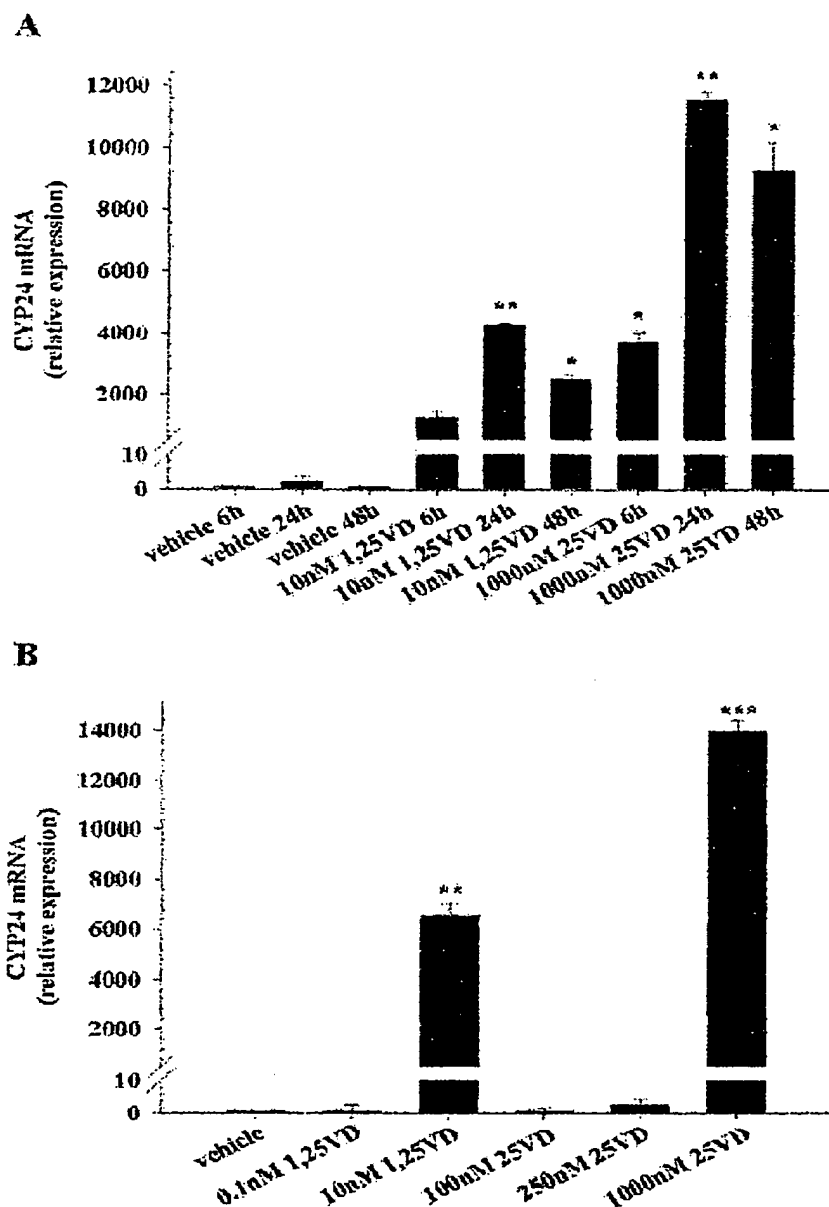 A
CYP24 mRNA
(relative expression)
12000
10000
8000
6000
4000
2000
10
0
**
*
*
**
*
vehicle 6h
vehicle 24h
vehicle 48h
10nM 1,25VD 6h
10nM 1,25VD 24h
10nM 1,25VD 48h
1000nM 25VD 6h
1000nM 25VD 24h
1000nM 25VD 48h
B
CYP24 mRNA
(relative expression)
14000
12000
10000
8000
6000
4000
2000
10
0
**
***
vehicle
0.1nM 1,25VD
10nM 1,25VD
100nM 25VD
250nM 25VD
1000nM 25VD